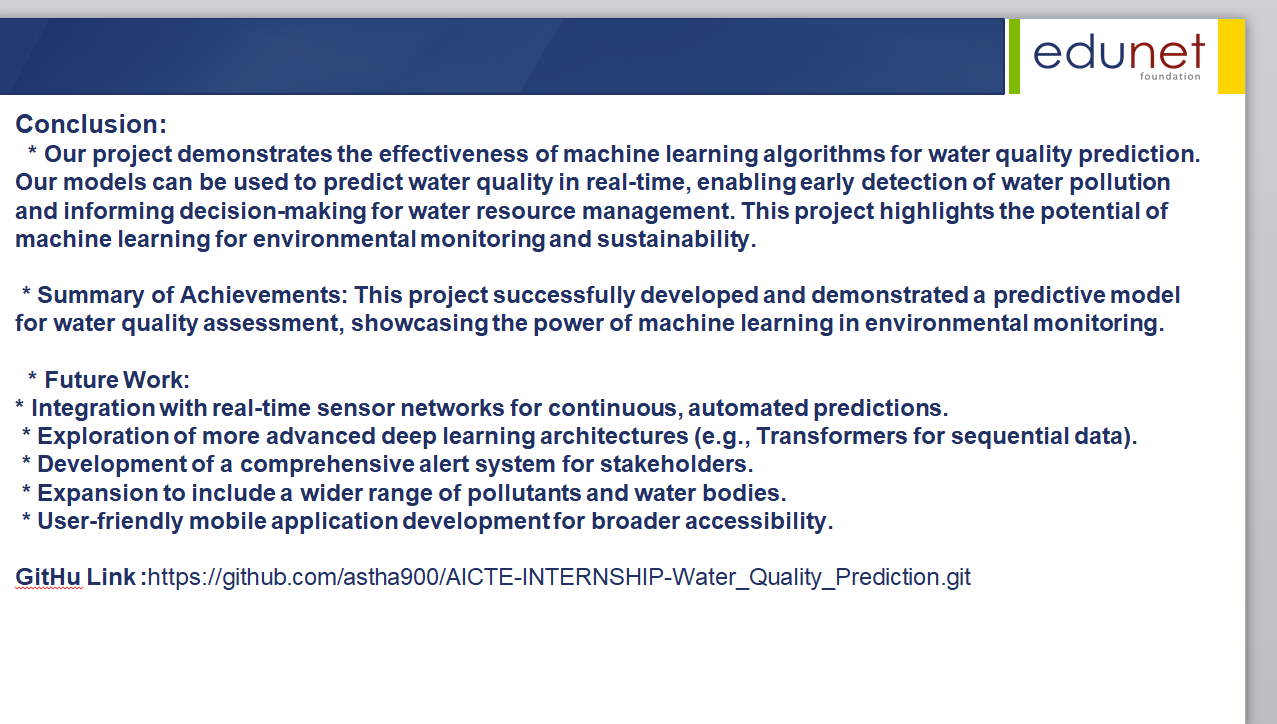 edunet
foundation
Conclusion:
* Our project demonstrates the effectiveness of machine learning algorithms for water quality prediction.
Our models can be used to predict water quality in real-time, enabling early detection of water pollution
and informing decision-making for water resource management. This project highlights the potential of
machine learning for environmental monitoring and sustainability.
* Summary of Achievements: This project successfully developed and demonstrated a predictive model
for water quality assessment, showcasing the power of machine learning in environmental monitoring.
* Future Work:
* Integration with real-time sensor networks for continuous, automated predictions.
* Exploration of more advanced deep learning architectures (e.g., Transformers for sequential data).
* Development of a comprehensive alert system for stakeholders.
* Expansion to include a wider range of pollutants and water bodies.
* User-friendly mobile application development for broader accessibility.
GitHu Link :https://github.com/astha900/AICTE-INTERNSHIP-Water_Quality_Prediction.git